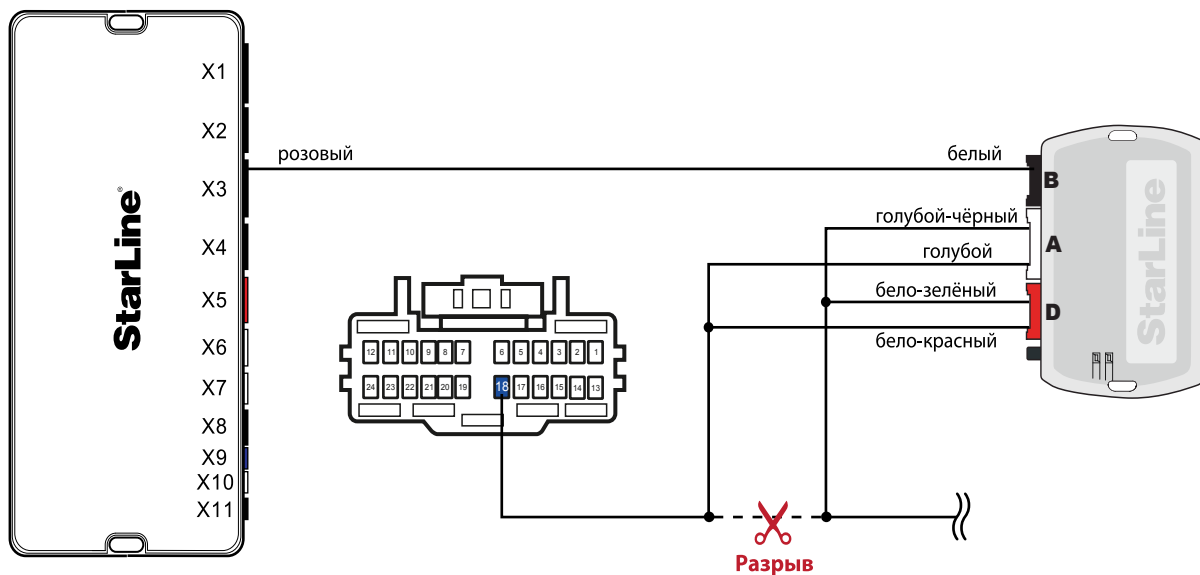 StarLine®
X1
X2
X3
X4
X5
X6
X7
X8
X9
X10
X11
розовый
белый
голубой-чёрный
голубой
бело-зелёный
бело-красный
B
A
D
StarLine
12 11 10 9 8 7 6 5 4 3 2 1
24 23 22 21 20 19 18 17 16 15 14 13
Разрыв